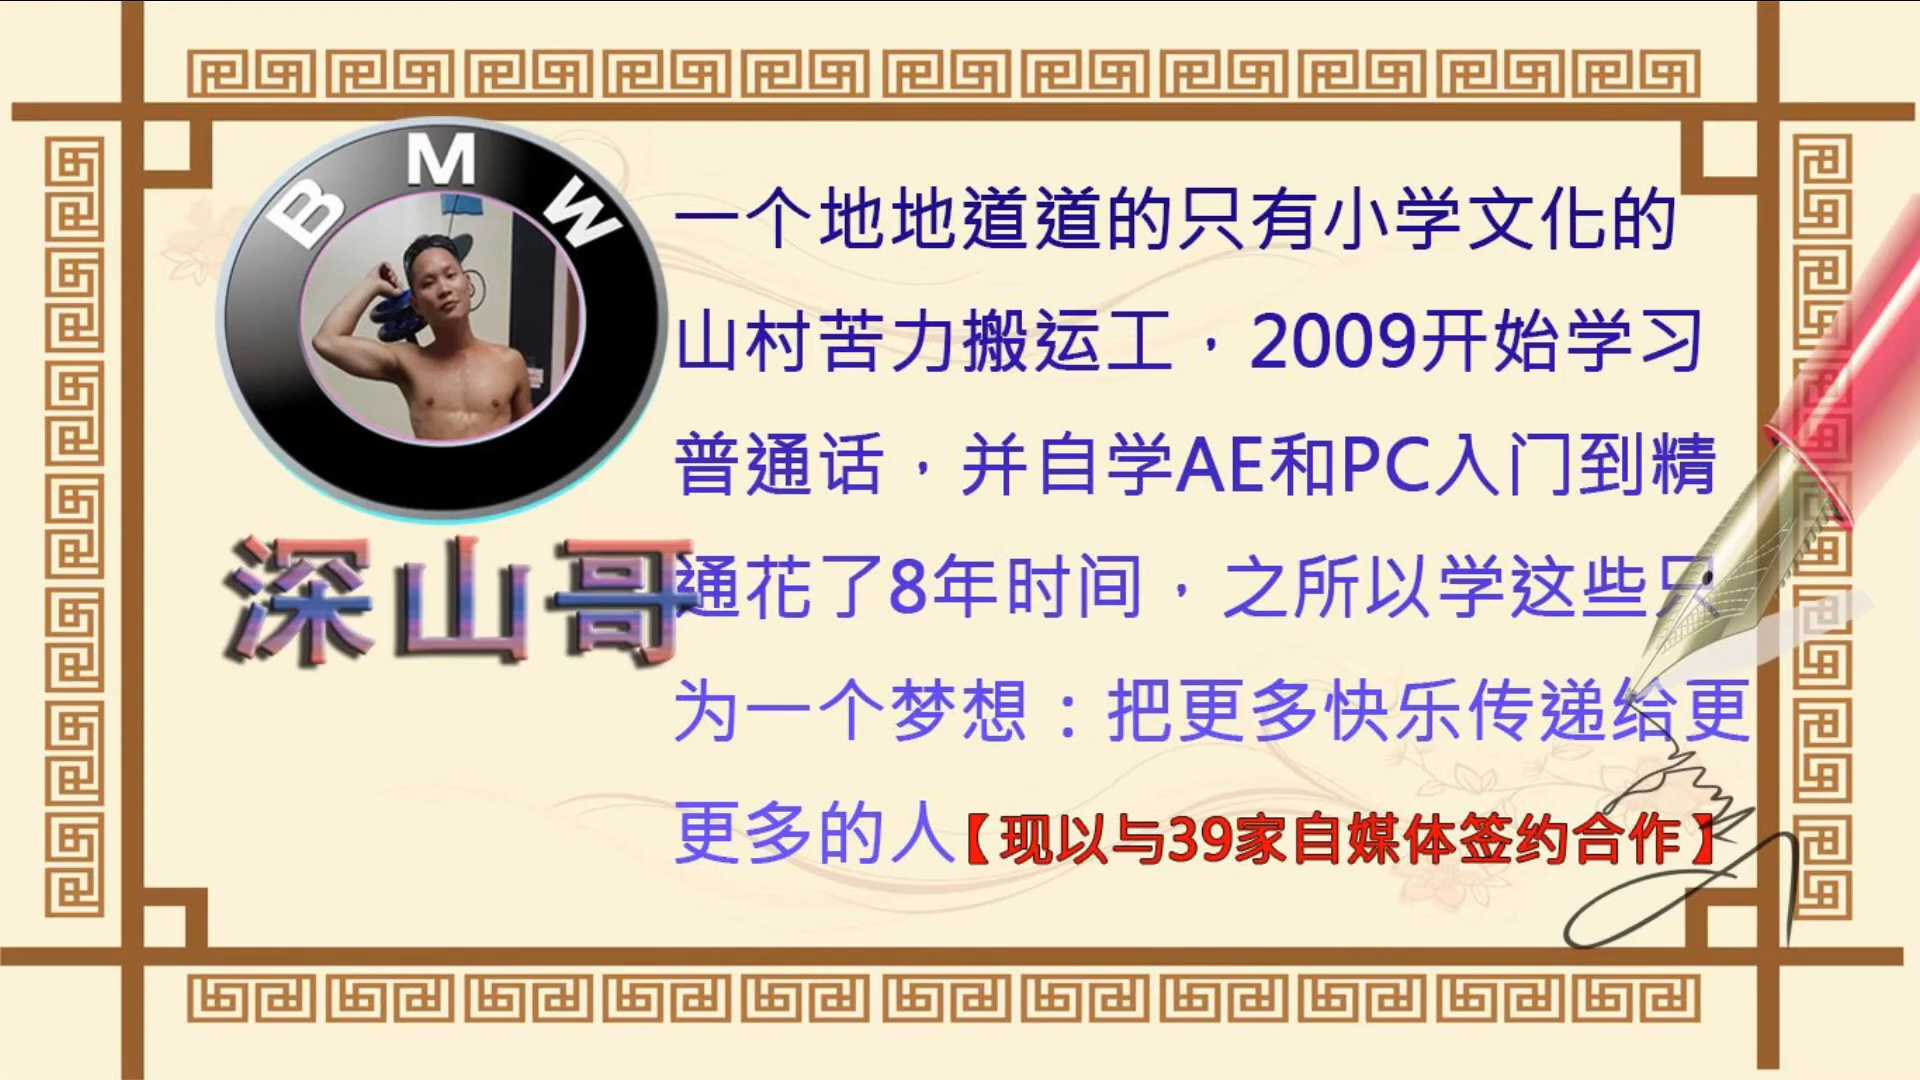 BMW
深山哥
一个地地道道的只有小学文化的
山村苦力搬运工，2009开始学习
普通话，并自学AE和PC入门到精
通花了8年时间，之所以学这些只
为一个梦想：把更多快乐传递给更
更多的人【现以与39家自媒体签约合作】